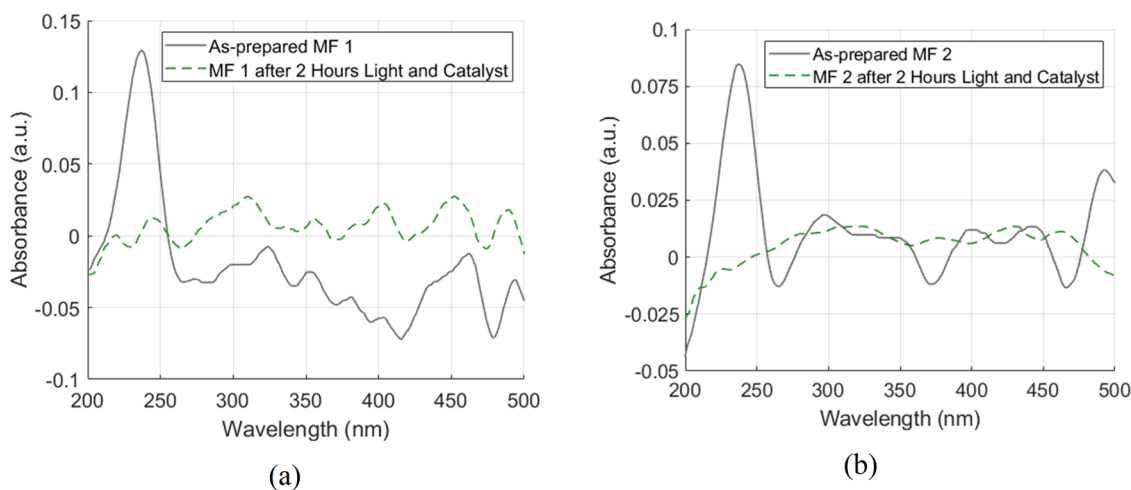 As-prepared MF 1
MF 1 after 2 Hours Light and Catalyst
0.15
0.1
0.05
0
-0.05
-0.1
Absorbance (a.u.)
200 250 300 350 400 450 500
Wavelength (nm)
(a)
As-prepared MF 2
MF 2 after 2 Hours Light and Catalyst
0.1
0.075
0.05
0.025
0
-0.025
-0.05
Absorbance (a.u.)
200 250 300 350 400 450 500
Wavelength (nm)
(b)